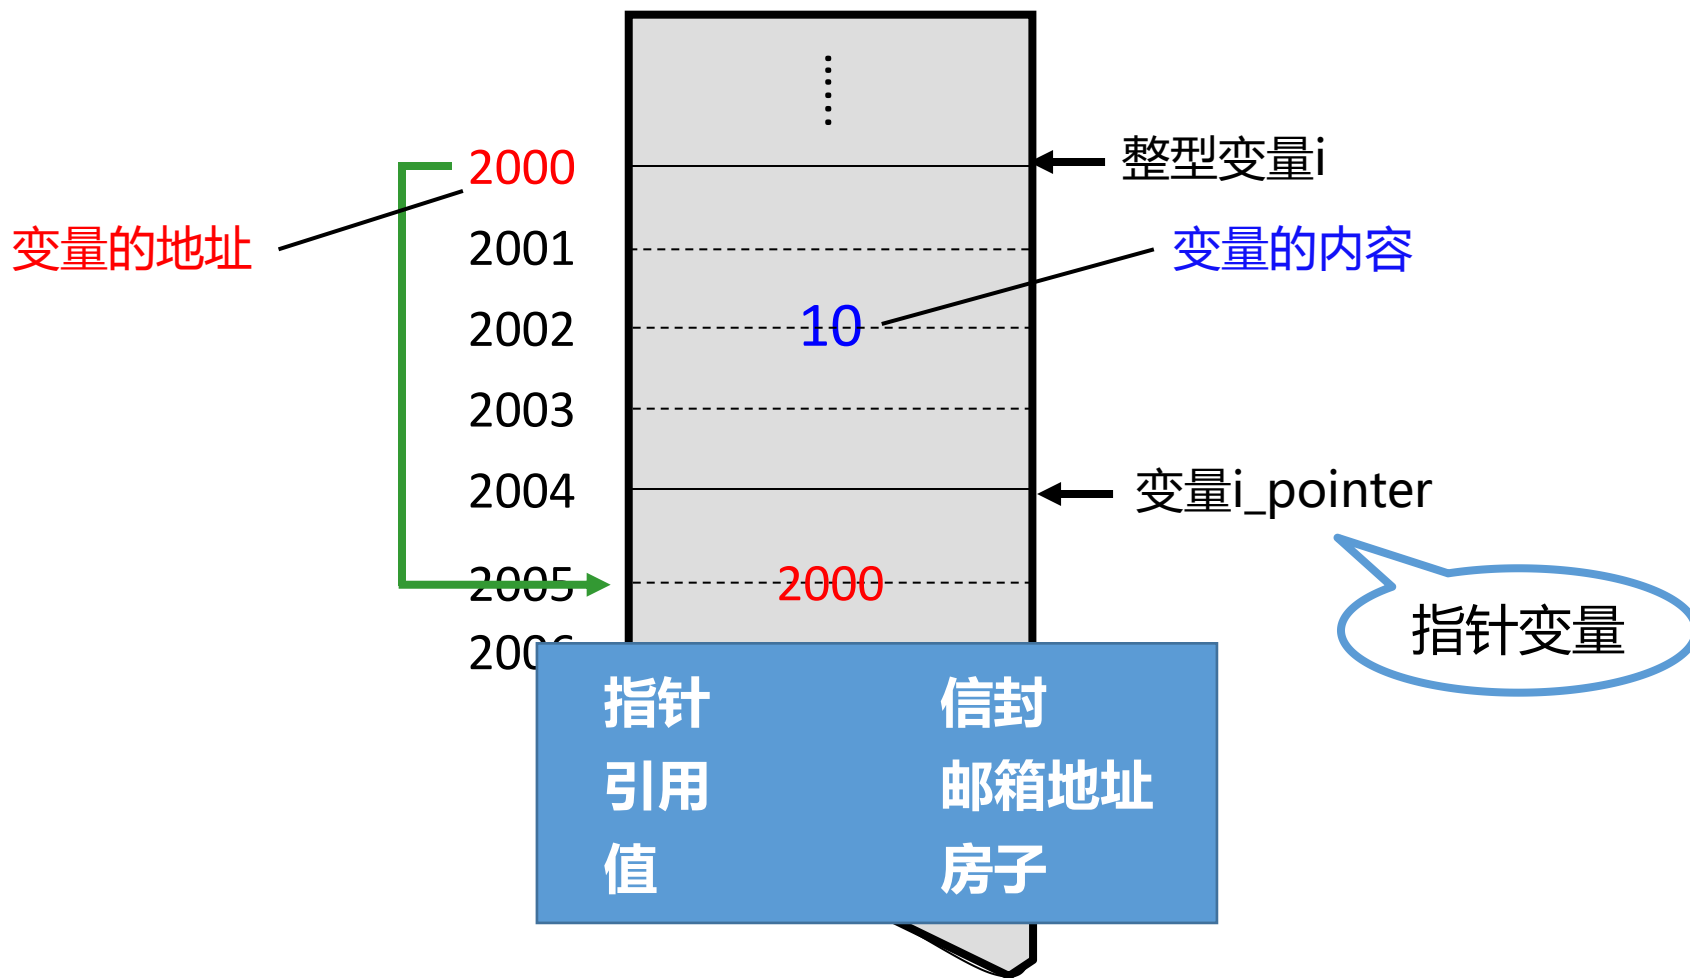 ......
2000
整型变量i
变量的地址
2001
变量的内容
2002
10
2003
2004
变量i_pointer
2005
2000
指针变量
2006
指针 信封
引用 邮箱地址
值 房子